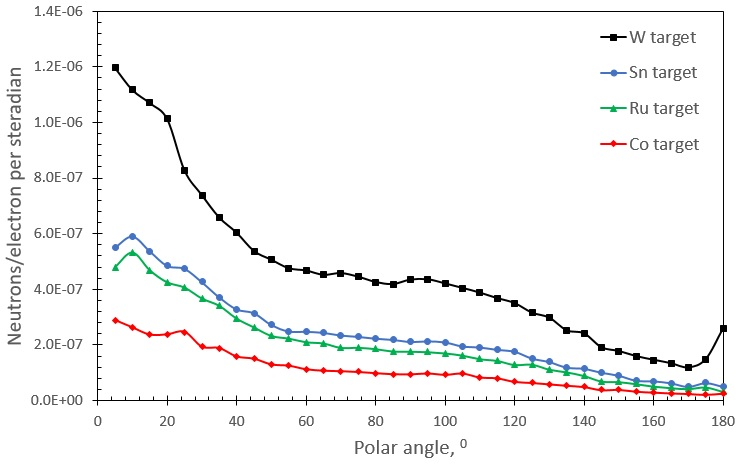 1.4E-06
1.2E-06
1.0E-06
8.0E-07
6.0E-07
4.0E-07
2.0E-07
0.0E+00
Neutrons/electron per steradian
W target
Sn target
Ru target
Co target
0 20 40 60 80 100 120 140 160 180
Polar angle, ⁰